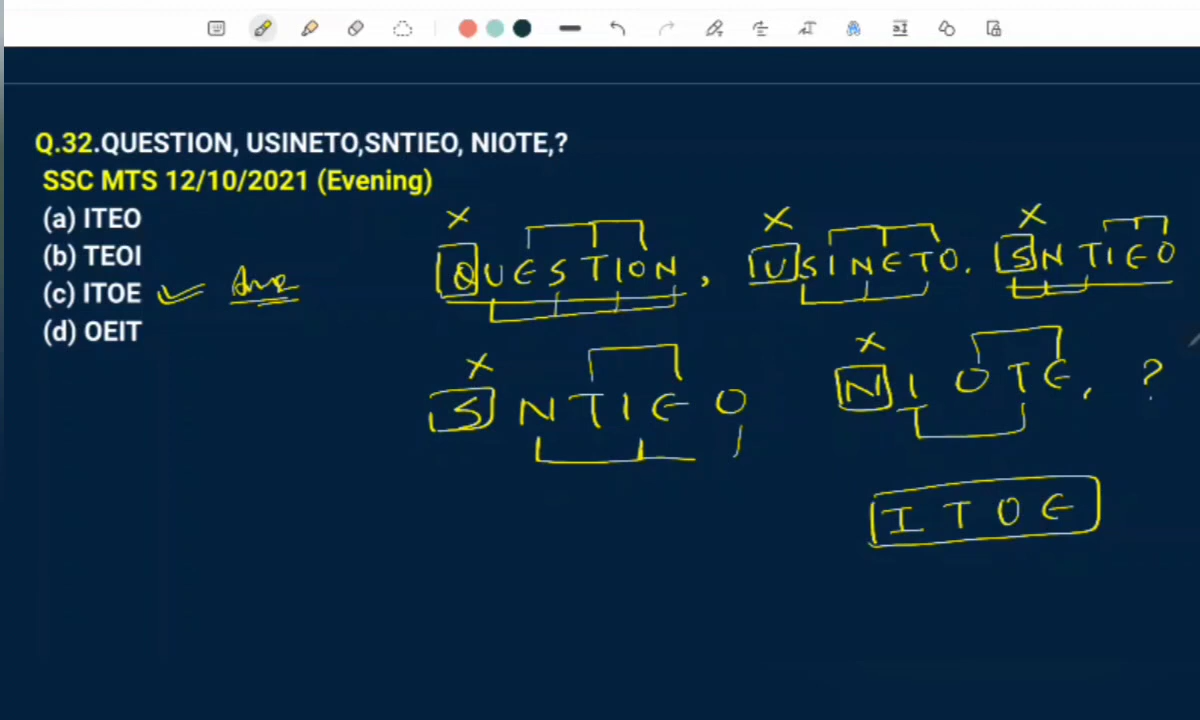 Q.32.QUESTION, USINETO,SNTIEO, NIOTE,?
SSC MTS 12/10/2021 (Evening)
(a) ITEO
(b) TEOI
(c) ITOE Ans
(d) OEIT
x x x
QUESTION, USINETO. SNTIEO
x x
SNTIEO NIOTE, ?
ITOE